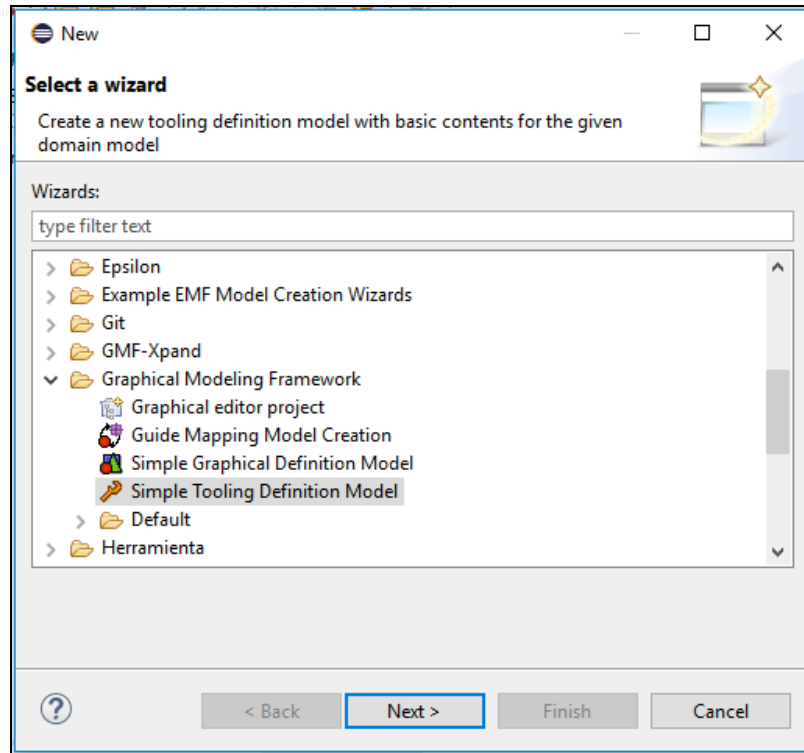 New
Select a wizard
Create a new tooling definition model with basic contents for the given
domain model
Wizards:
type filter text
Epsilon
Example EMF Model Creation Wizards
Git
GMF-Xpand
Graphical Modeling Framework
Graphical editor project
Guide Mapping Model Creation
Simple Graphical Definition Model
Simple Tooling Definition Model
Default
Herramienta
? < Back Next > Finish Cancel